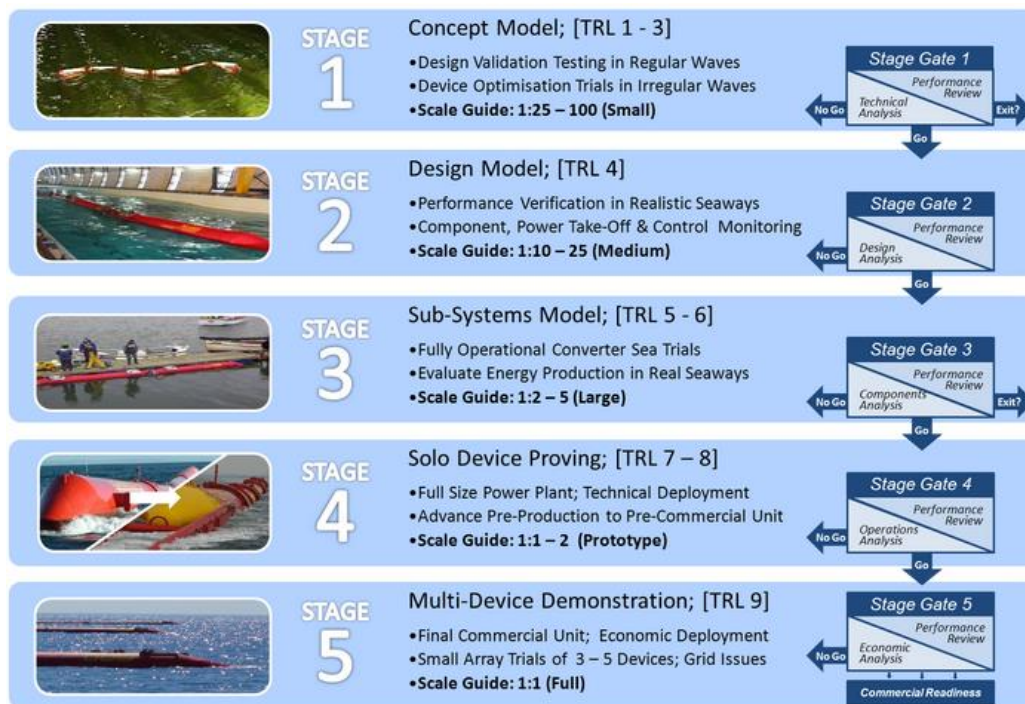 STAGE
1
Concept Model; [TRL 1 - 3]
•Design Validation Testing in Regular Waves
•Device Optimisation Trials in Irregular Waves
•Scale Guide: 1:25 – 100 (Small)
Stage Gate 1
Performance
Review
Technical
Analysis
No Go
Exit?
Go
STAGE
2
Design Model; [TRL 4]
•Performance Verification in Realistic Seaways
•Component, Power Take-Off & Control Monitoring
•Scale Guide: 1:10 – 25 (Medium)
Stage Gate 2
Performance
Review
Design
Analysis
No Go
Go
STAGE
3
Sub-Systems Model; [TRL 5 - 6]
•Fully Operational Converter Sea Trials
•Evaluate Energy Production in Real Seaways
•Scale Guide: 1:2 – 5 (Large)
Stage Gate 3
Performance
Review
Components
Analysis
No Go
Exit?
Go
STAGE
4
Solo Device Proving; [TRL 7 – 8]
•Full Size Power Plant; Technical Deployment
•Advance Pre-Production to Pre-Commercial Unit
•Scale Guide: 1:1 – 2 (Prototype)
Stage Gate 4
Performance
Review
Operations
Analysis
No Go
Go
STAGE
5
Multi-Device Demonstration; [TRL 9]
•Final Commercial Unit; Economic Deployment
•Small Array Trials of 3 – 5 Devices; Grid Issues
•Scale Guide: 1:1 (Full)
Stage Gate 5
Performance
Review
Economic
Analysis
No Go
Commercial Readiness